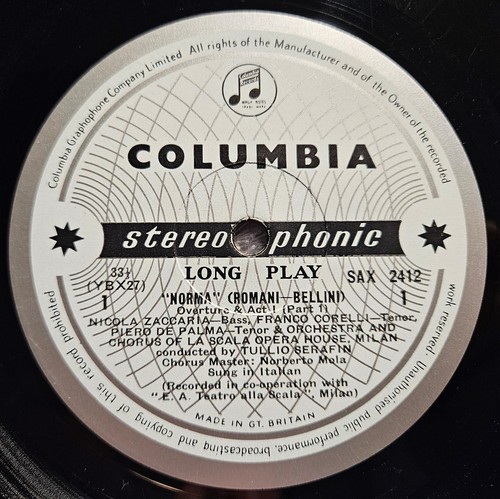 Columbia Graphophone Company Limited All rights of the Manufacturer and of the Owner of the recorded work reserved. Unauthorised public performance, broadcasting and copying of this record prohibited
COLUMBIA
stereophonic
LONG PLAY
33⅓
(YBX27)
1
SAX 2412
1
"NORMA" (ROMANI—BELLINI)
Overture & Act I (Part 1)
NICOLA ZACCARIA—Bass, FRANCO CORELLI—Tenor,
PIERO DE PALMA—Tenor & ORCHESTRA AND
CHORUS OF LA SCALA OPERA HOUSE, MILAN
conducted by TULLIO SERAFIN
Chorus Master: Norberto Mola
Sung in Italian
(Recorded in co-operation with
"E. A. Teatro alla Scala", Milan)
MADE IN GT. BRITAIN